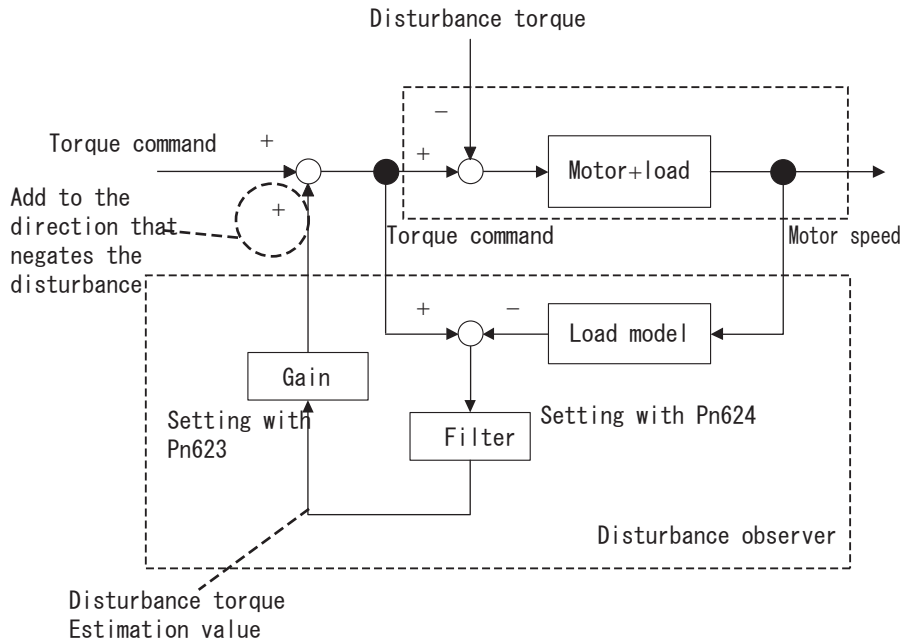 Disturbance torque
−
Torque command
+
+
Motor+load
Add to the
direction that
negates the
disturbance
+
Torque command
Motor speed
+
−
Load model
Gain
Setting with
Pn623
Filter
Setting with Pn624
Disturbance observer
Disturbance torque
Estimation value